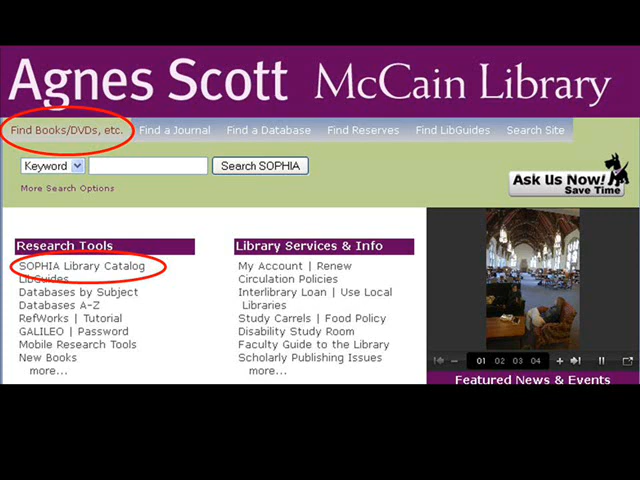 Agnes Scott McCain Library
Find Books/DVDs, etc. Find a Journal Find a Database Find Reserves Find LibGuides Search Site
Keyword Search SOPHIA
More Search Options
Ask Us Now!
Save Time
Research Tools
SOPHIA Library Catalog
LibGuides
Databases by Subject
Databases A-Z
RefWorks | Tutorial
GALILEO | Password
Mobile Research Tools
New Books
more...
Library Services & Info
My Account | Renew
Circulation Policies
Interlibrary Loan | Use Local
Libraries
Study Carrels | Food Policy
Disability Study Room
Faculty Guide to the Library
Scholarly Publishing Issues
more...
01 02 03 04
Featured News & Events